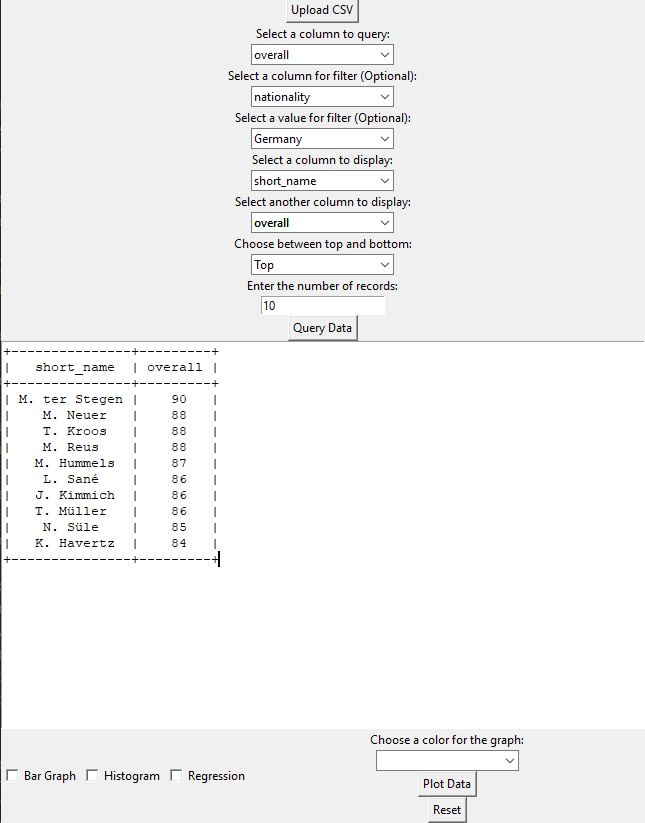 Upload CSV
Select a column to query:
overall
Select a column for filter (Optional):
nationality
Select a value for filter (Optional):
Germany
Select a column to display:
short_name
Select another column to display:
overall
Choose between top and bottom:
Top
Enter the number of records:
10
Query Data
+---------------+---------+
|   short_name  | overall |
+---------------+---------+
| M. ter Stegen |    90   |
|    M. Neuer   |    88   |
|    T. Kroos   |    88   |
|    M. Reus    |    88   |
|   M. Hummels  |    87   |
|    L. Sané    |    86   |
|   J. Kimmich  |    86   |
|   T. Müller   |    86   |
|    N. Süle    |    85   |
|   K. Havertz  |    84   |
+---------------+---------+
Choose a color for the graph:
Bar Graph Histogram Regression
Plot Data
Reset